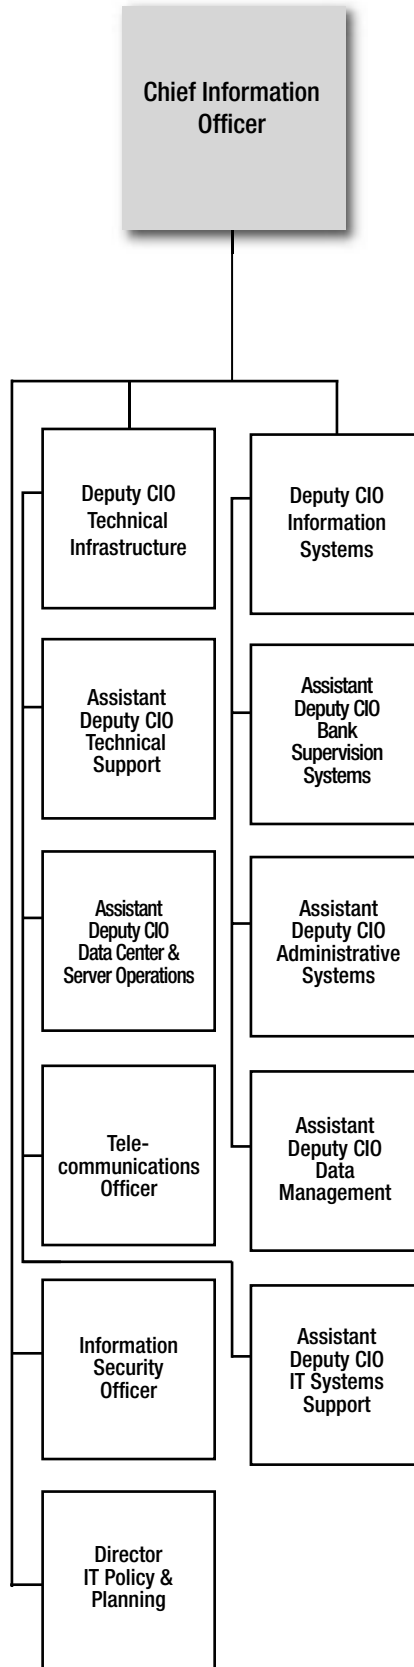 Chief Information
Officer
Deputy CIO
Technical
Infrastructure
Deputy CIO
Information
Systems
Assistant
Deputy CIO
Technical
Support
Assistant
Deputy CIO
Bank
Supervision
Systems
Assistant
Deputy CIO
Data Center &
Server Operations
Assistant
Deputy CIO
Administrative
Systems
Tele-
communications
Officer
Assistant
Deputy CIO
Data
Management
Information
Security
Officer
Assistant
Deputy CIO
IT Systems
Support
Director
IT Policy &
Planning